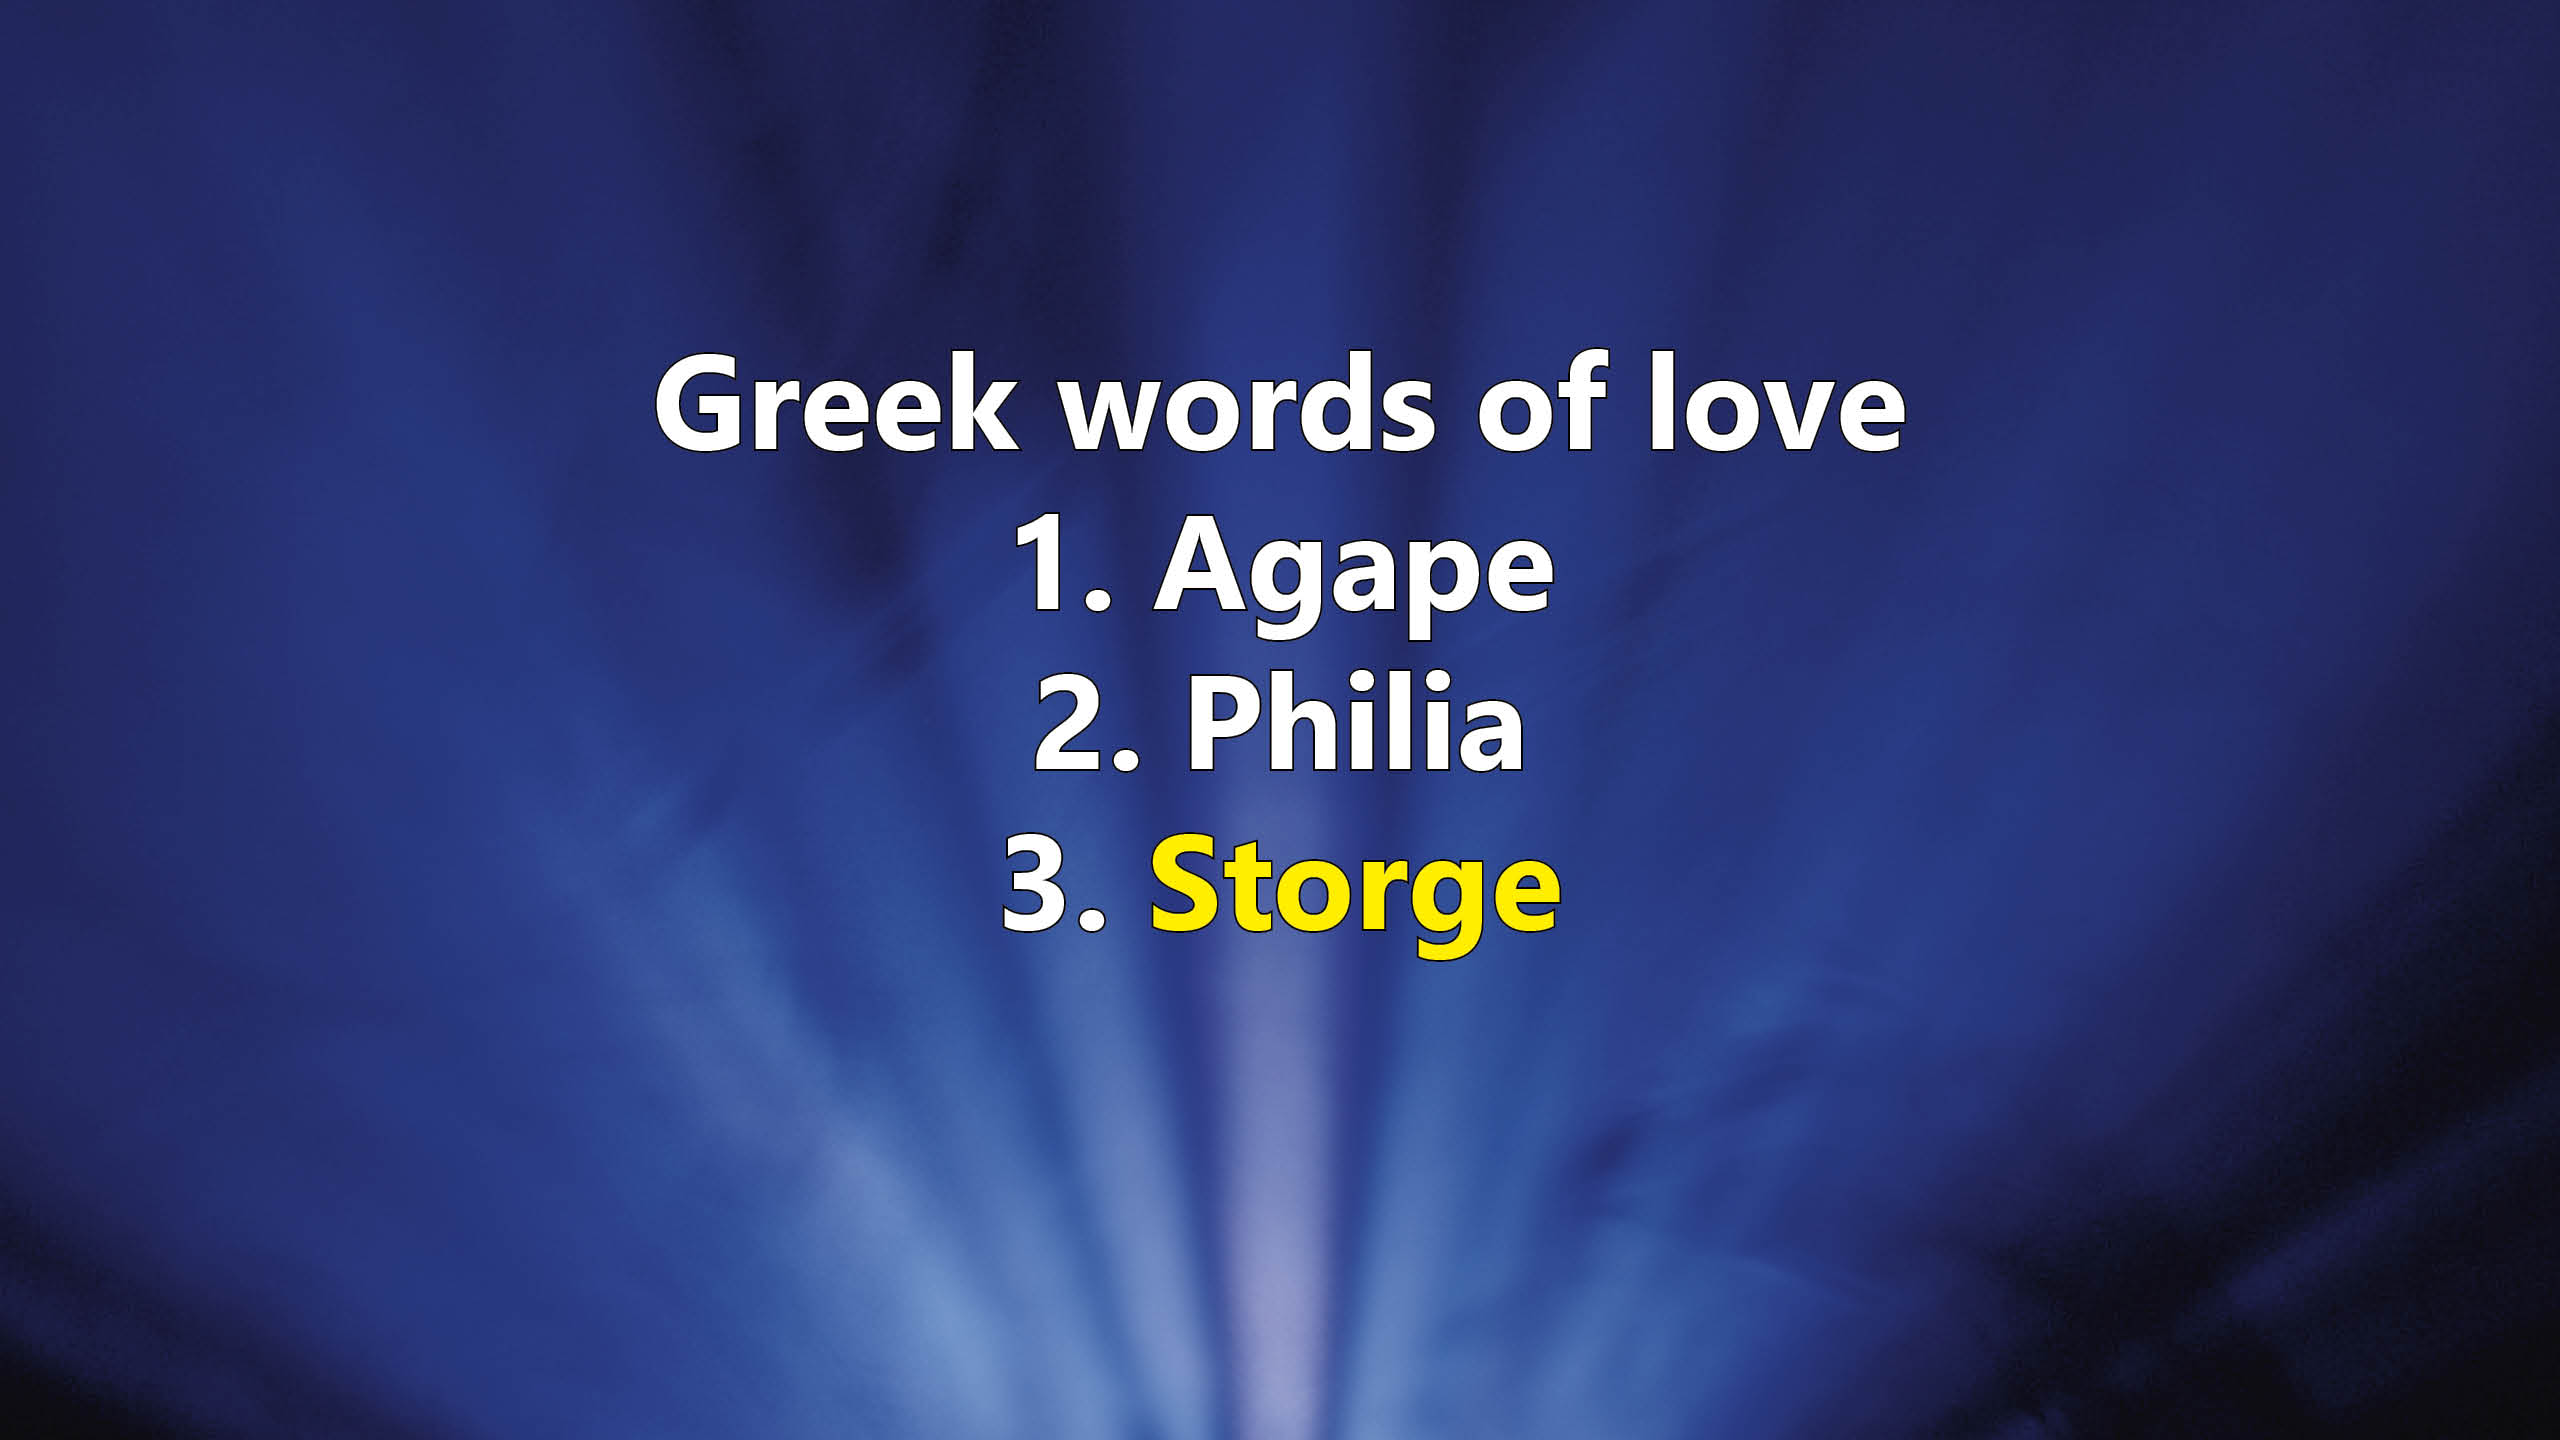 Greek words of love
1. Agape
2. Philia
3. Storge